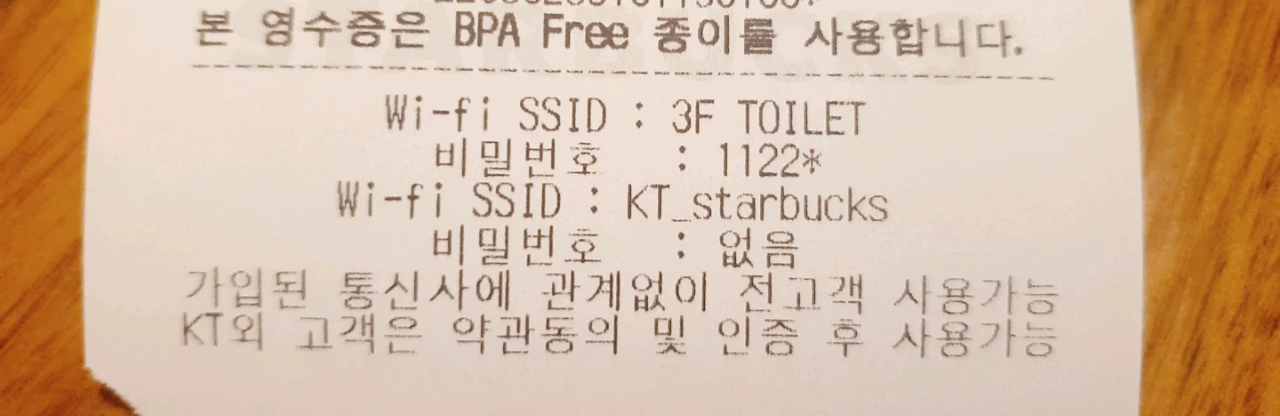 본 영수증은 BPA Free 종이를 사용합니다.
Wi-fi SSID : 3F TOILET
비밀번호 : 1122*
Wi-fi SSID : KT_starbucks
비밀번호 : 없음
가입된 통신사에 관계없이 전고객 사용가능
KT외 고객은 약관동의 및 인증 후 사용가능